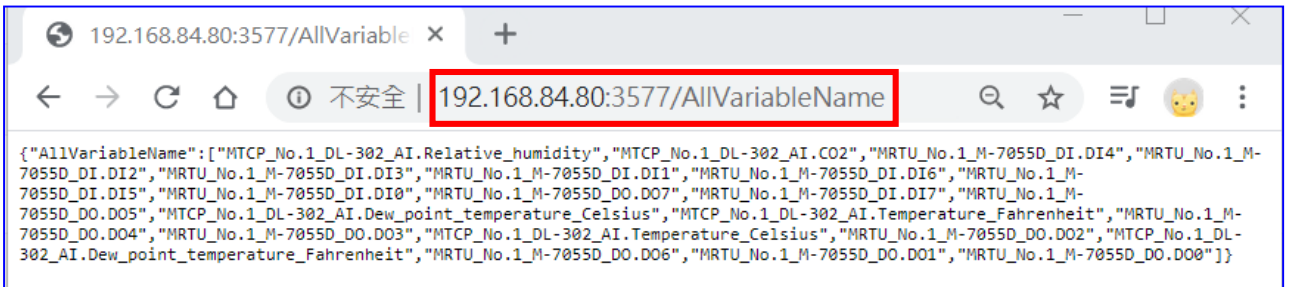 192.168.84.80:3577/AllVariable
不安全 | 192.168.84.80:3577/AllVariableName
{"AllVariableName":["MTCP_No.1_DL-302_AI.Relative_humidity","MTCP_No.1_DL-302_AI.CO2","MRTU_No.1_M-7055D_DI.DI4","MRTU_No.1_M-
7055D_DI.DI2","MRTU_No.1_M-7055D_DI.DI3","MRTU_No.1_M-7055D_DI.DI1","MRTU_No.1_M-7055D_DI.DI6","MRTU_No.1_M-
7055D_DI.DI5","MRTU_No.1_M-7055D_DI.DI0","MRTU_No.1_M-7055D_DO.DO7","MRTU_No.1_M-7055D_DI.DI7","MRTU_No.1_M-
7055D_DO.DO5","MTCP_No.1_DL-302_AI.Dew_point_temperature_Celsius","MTCP_No.1_DL-302_AI.Temperature_Fahrenheit","MRTU_No.1_M-
7055D_DO.DO4","MRTU_No.1_M-7055D_DO.DO3","MTCP_No.1_DL-302_AI.Temperature_Celsius","MRTU_No.1_M-7055D_DO.DO2","MTCP_No.1_DL-
302_AI.Dew_point_temperature_Fahrenheit","MRTU_No.1_M-7055D_DO.DO6","MRTU_No.1_M-7055D_DO.DO1","MRTU_No.1_M-7055D_DO.DO0"]}